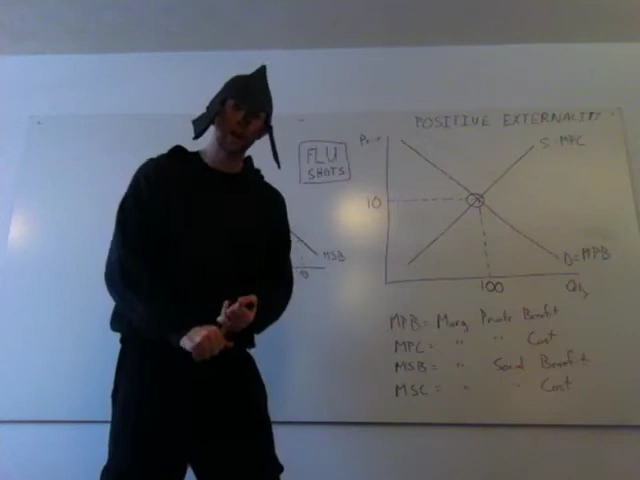 POSITIVE EXTERNALITY
FLU
SHOTS
S=MPC
10
MSB
D=MPB
100
MPB = Marg Private Benefit
MPC = " " Cost
MSB = " Social Benefit
MSC = " " Cost